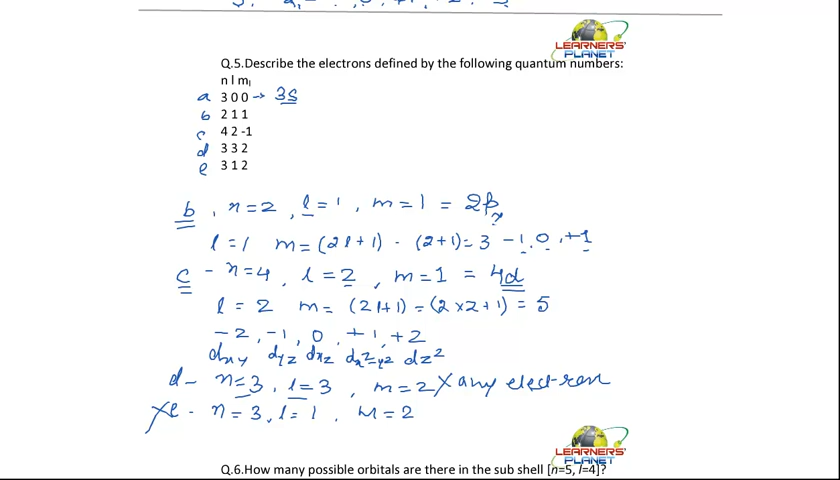 LEARNERS'
PLANET
Q.5.Describe the electrons defined by the following quantum numbers:
n l ml
a 3 0 0 → 3s
b 2 1 1
c 4 2 -1
d 3 3 2
e 3 1 2
b, n=2, l=1, m=1 = 2p
l=1 m=(2l+1) - (2+1)=3 -1,0,+1
c - n=4, l=2, m=1 = 4d
l=2 m=(2l+1)=(2×2+1)=5
-2,-1,0,+1,+2
dxy dyz dxz dx²-y² dz²
d- n=3, l=3, m=2 X any electron
Xe - n=3, l=1, M=2
LEARNERS'
PLANET
Q.6.How many possible orbitals are there in the sub shell [n=5, l=4]?